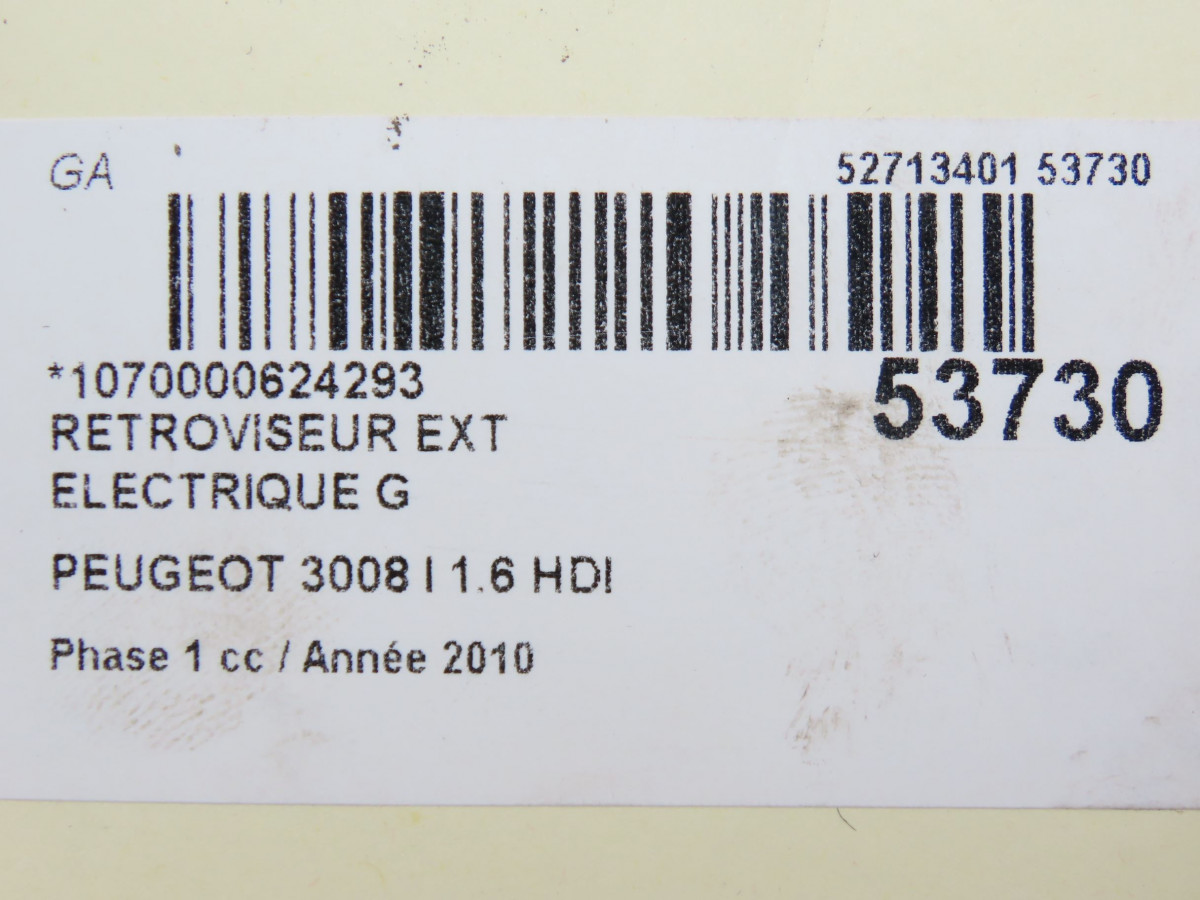 GA
52713401 53730
*1070000624293
53730
RETROVISEUR EXT
ELECTRIQUE G
PEUGEOT 3008 I 1.6 HDI
Phase 1 cc / Année 2010